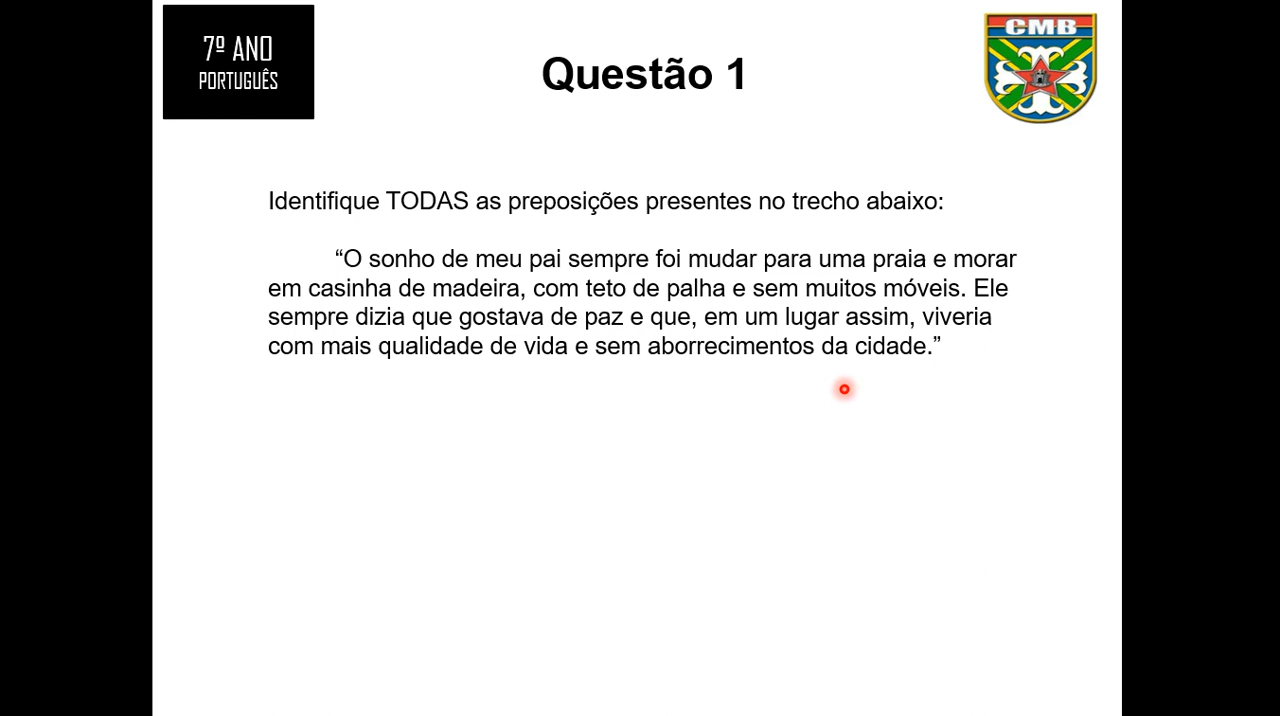 7º ANO
PORTUGUÊS
Questão 1
CMB
Identifique TODAS as preposições presentes no trecho abaixo:
“O sonho de meu pai sempre foi mudar para uma praia e morar
em casinha de madeira, com teto de palha e sem muitos móveis. Ele
sempre dizia que gostava de paz e que, em um lugar assim, viveria
com mais qualidade de vida e sem aborrecimentos da cidade.”